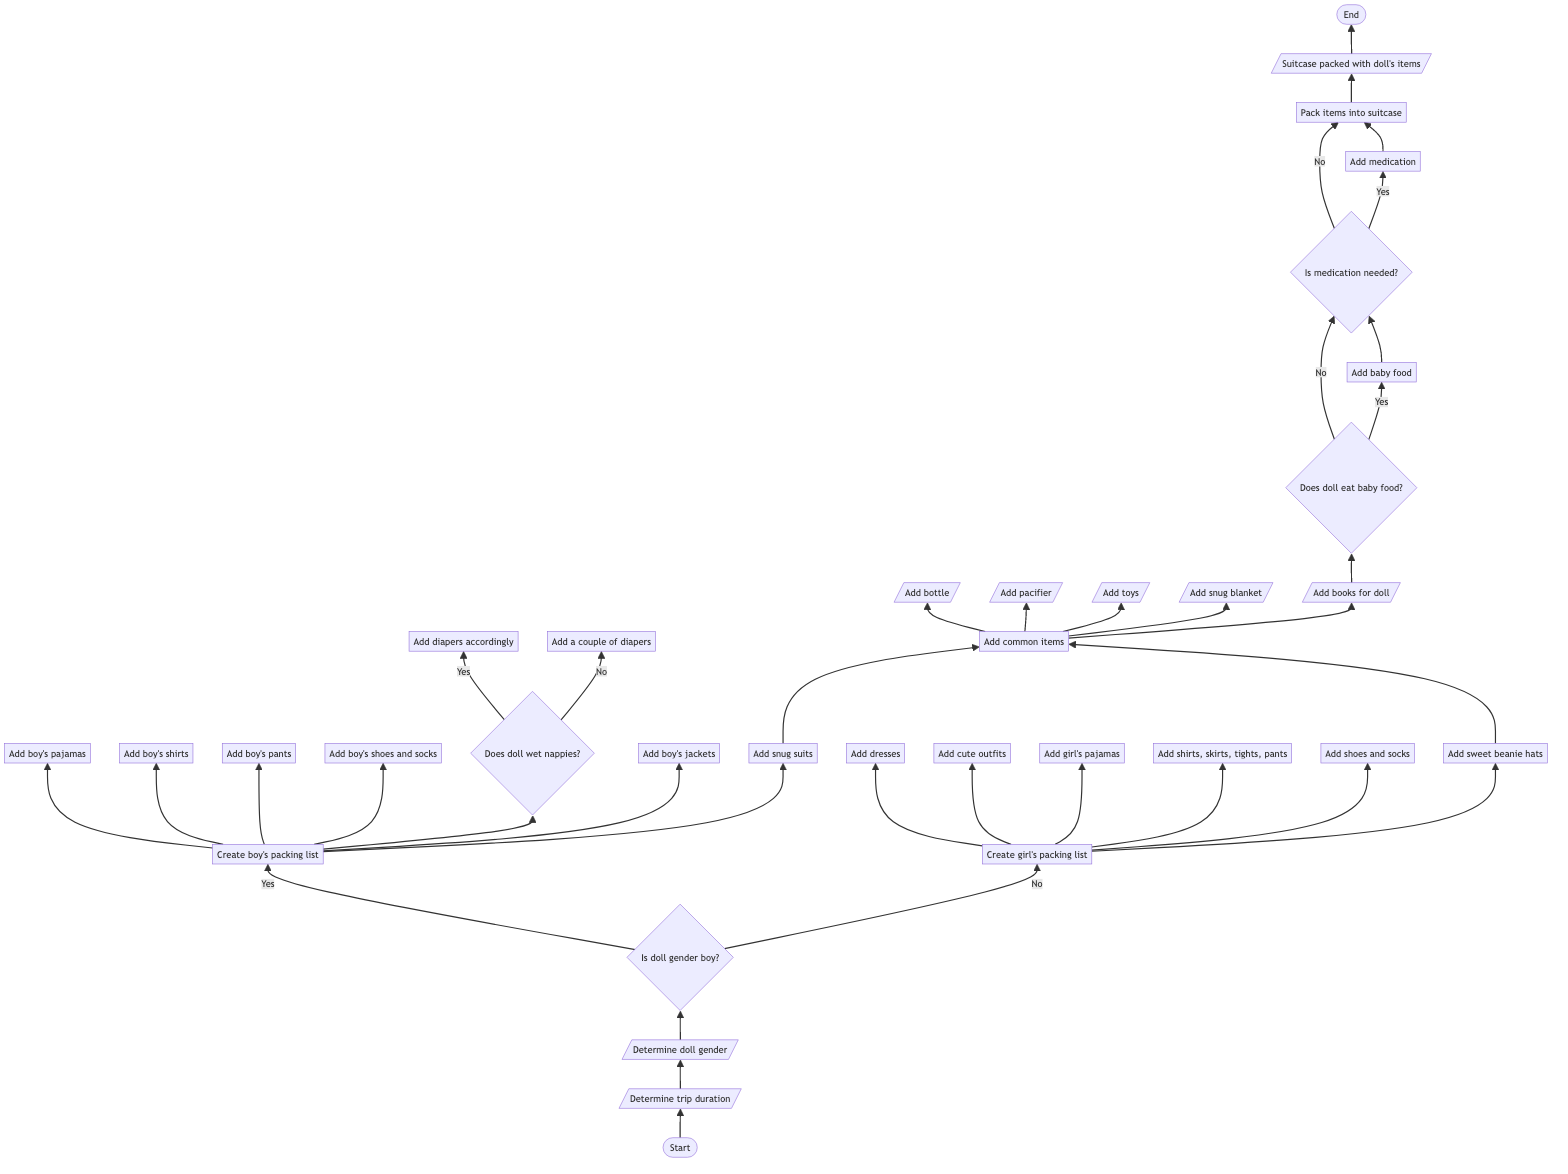 End
Suitcase packed with doll's items
Pack items into suitcase
No
Add medication
Yes
Is medication needed?
No
Add baby food
Yes
Does doll eat baby food?
Add bottle
Add pacifier
Add toys
Add snug blanket
Add books for doll
Add diapers accordingly
Add a couple of diapers
Add common items
Yes
No
Add boy's pajamas
Add boy's shirts
Add boy's pants
Add boy's shoes and socks
Does doll wet nappies?
Add boy's jackets
Add snug suits
Add dresses
Add cute outfits
Add girl's pajamas
Add shirts, skirts, tights, pants
Add shoes and socks
Add sweet beanie hats
Create boy's packing list
Create girl's packing list
Yes
No
Is doll gender boy?
Determine doll gender
Determine trip duration
Start